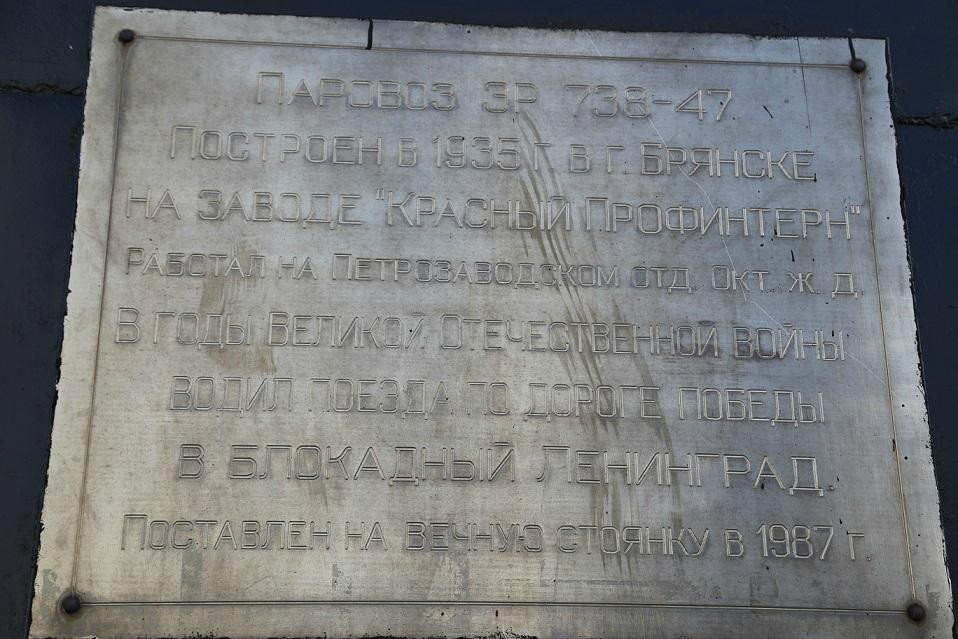 Паровоз ЭР 738-47
Построен в 1935 г. в г. Брянске
на заводе "Красный Профинтерн"
Работал на Петрозаводском отд. Окт. ж. д.
В годы Великой Отечественной войны
водил поезда по дороге победы
в блокадный Ленинград.
Поставлен на вечную стоянку в 1987 г